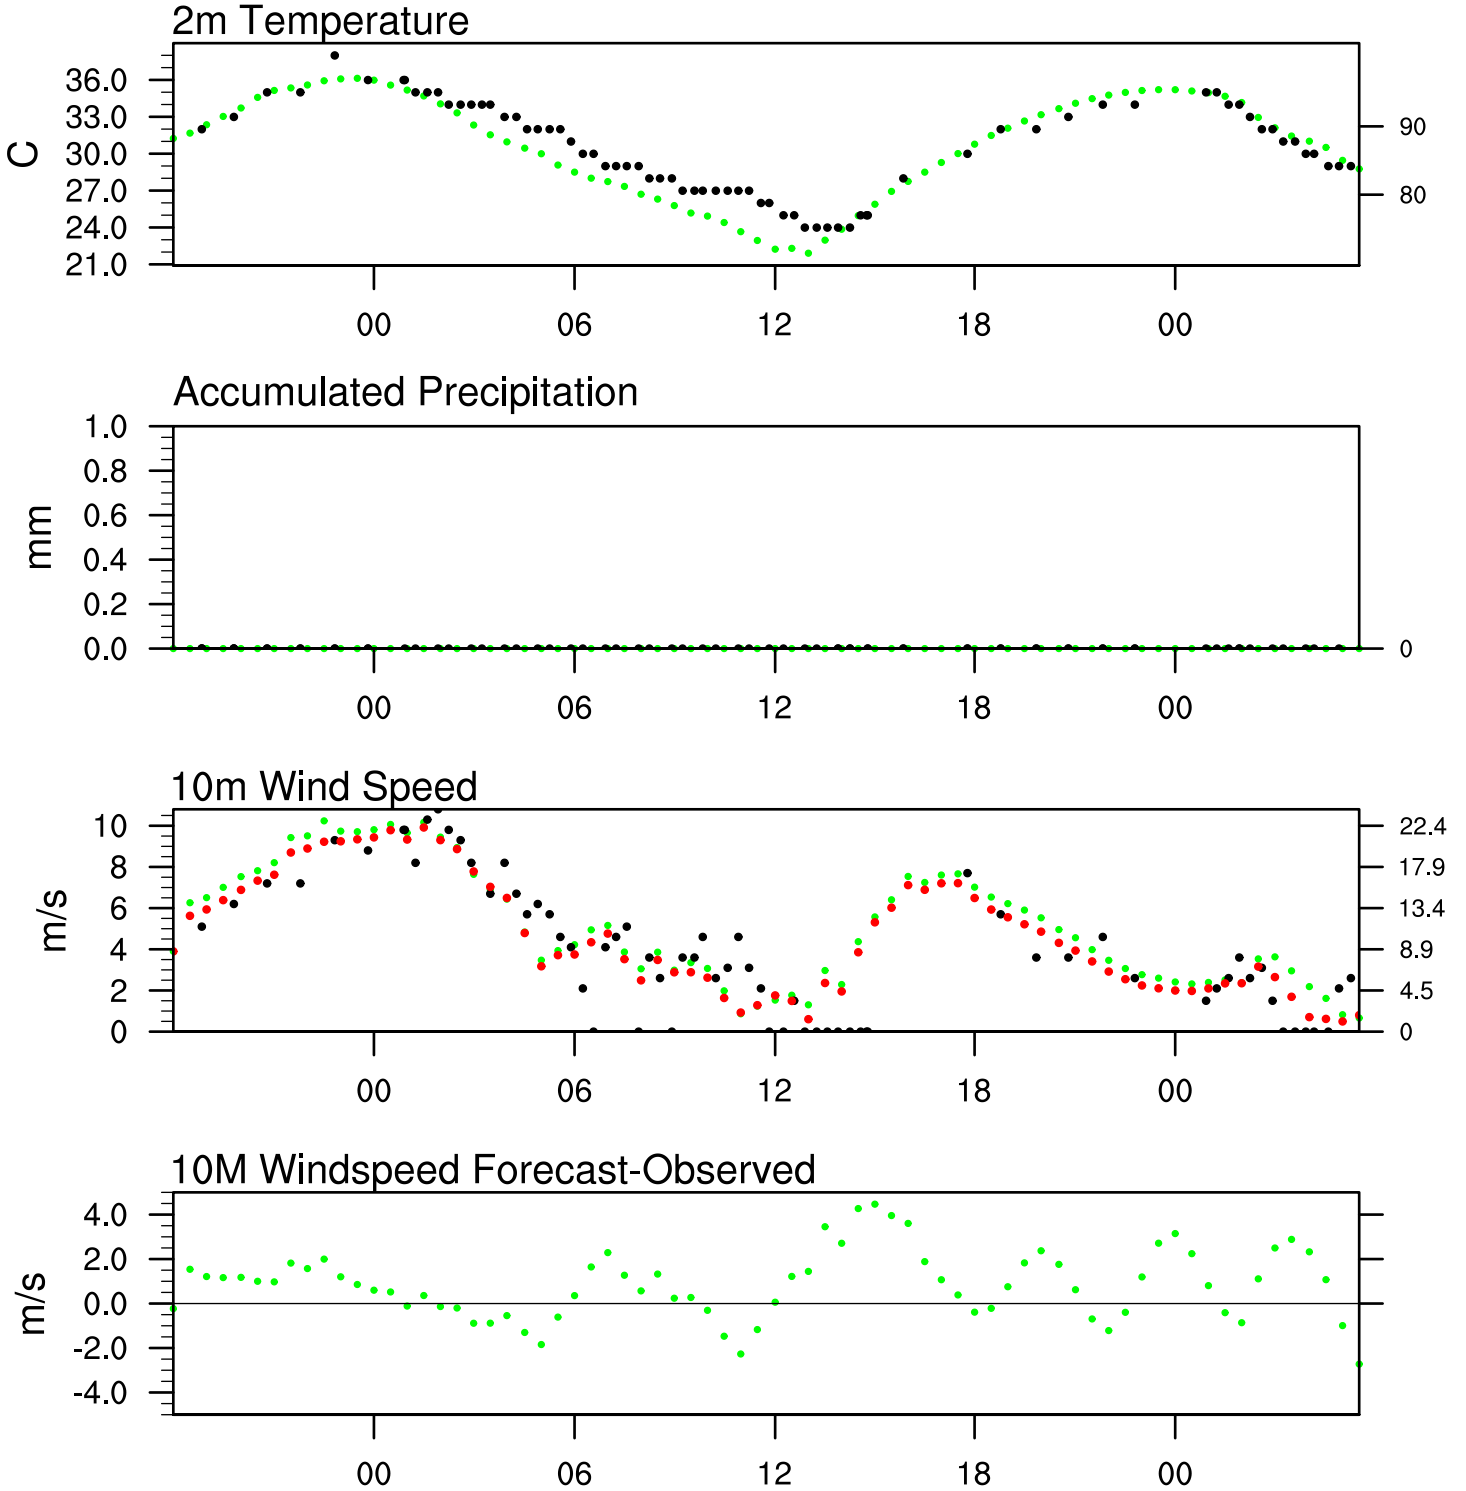 2m Temperature
36.0
33.0
30.0
27.0
24.0
21.0
C
90
80
00 06 12 18 00
Accumulated Precipitation
1.0
0.8
0.6
0.4
0.2
0.0
mm
0
00 06 12 18 00
10m Wind Speed
10
8
6
4
2
0
m/s
22.4
17.9
13.4
8.9
4.5
0
00 06 12 18 00
10M Windspeed Forecast-Observed
4.0
2.0
0.0
-2.0
-4.0
m/s
00 06 12 18 00